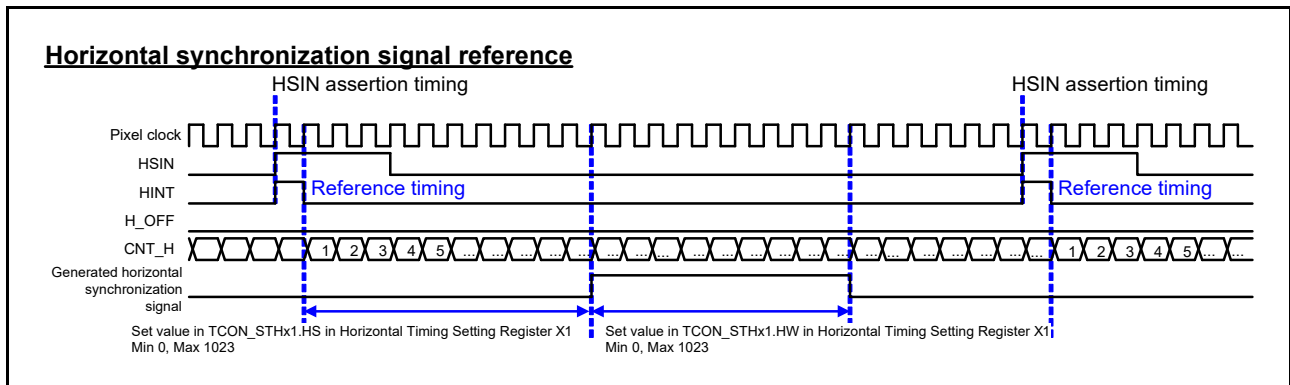 Horizontal synchronization signal reference
HSIN assertion timing HSIN assertion timing
Pixel clock
HSIN
HINT Reference timing Reference timing
H_OFF
CNT_H 1 2 3 4 5 ... ... ... ... ... ... ... ... ... ... ... ... ... ... ... ... ... ... ... ... 1 2 3 4 5 ... ...
Generated horizontal
synchronization
signal
Set value in TCON_STHx1.HS in Horizontal Timing Setting Register X1 Set value in TCON_STHx1.HW in Horizontal Timing Setting Register X1
Min 0, Max 1023 Min 0, Max 1023